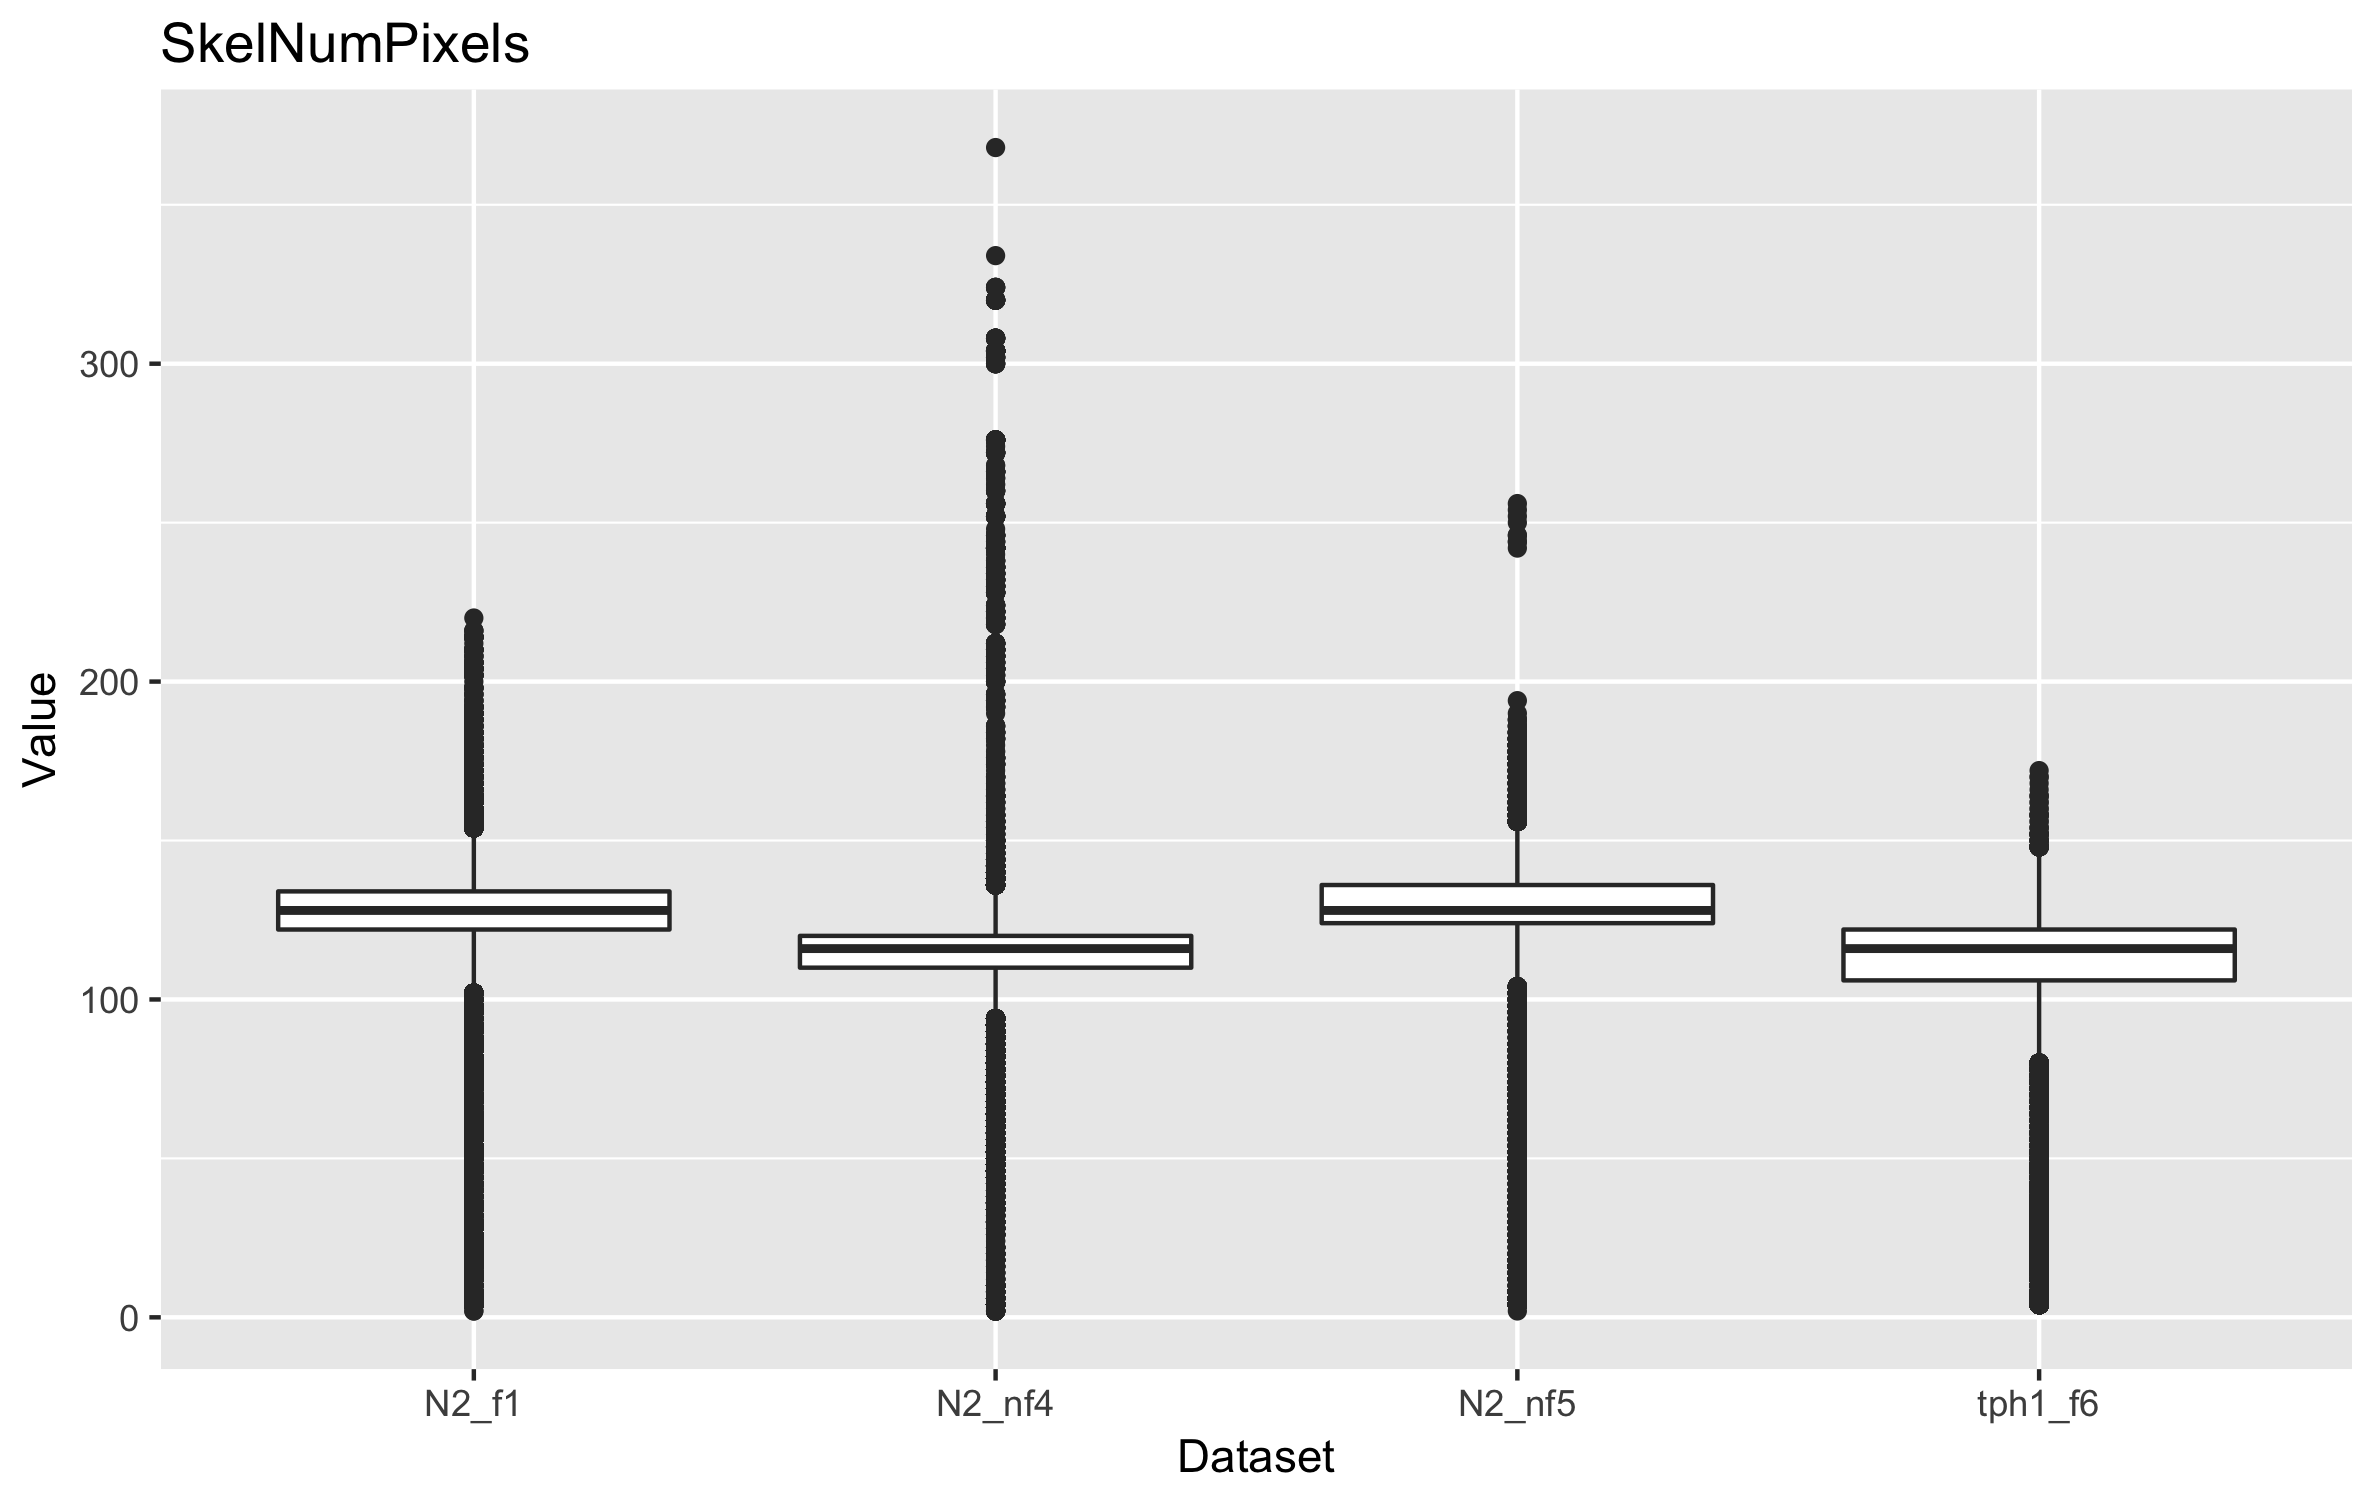 SkelNumPixels
Value
300
200
100
0
N2_f1
N2_nf4
N2_nf5
tph1_f6
Dataset